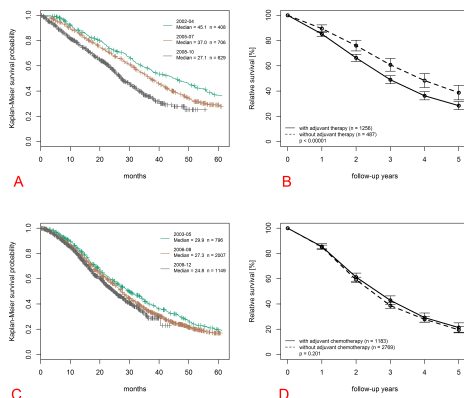 Kaplan-Meier survival probability
1.0
0.8
0.6
0.4
0.2
0.0
2002-04
Median = 45.1 n = 408
2005-07
Median = 37.0 n = 706
2008-10
Median = 27.1 n = 629
0 10 20 30 40 50 60
months
A
Relative survival [%]
100
80
60
40
20
0
with adjuvant therapy (n = 1256)
without adjuvant therapy (n = 487)
p < 0.00001
0 1 2 3 4 5
follow-up years
B
Kaplan-Meier survival probability
1.0
0.8
0.6
0.4
0.2
0.0
2003-05
Median = 29.9 n = 796
Median = 27.3 n = 2007
2009-12
Median = 24.8 n = 1149
0 10 20 30 40 50 60
months
C
Relative survival [%]
100
80
60
40
20
0
with adjuvant chemotherapy (n = 1183)
without adjuvant chemotherapy (n = 2769)
p = 0.201
0 1 2 3 4 5
follow-up years
D